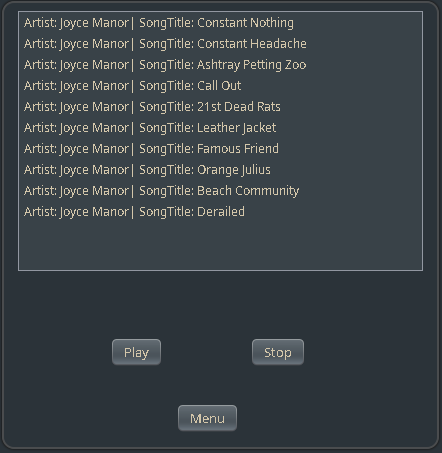 Artist: Joyce Manor| SongTitle: Constant Nothing
Artist: Joyce Manor| SongTitle: Constant Headache
Artist: Joyce Manor| SongTitle: Ashtray Petting Zoo
Artist: Joyce Manor| SongTitle: Call Out
Artist: Joyce Manor| SongTitle: 21st Dead Rats
Artist: Joyce Manor| SongTitle: Leather Jacket
Artist: Joyce Manor| SongTitle: Famous Friend
Artist: Joyce Manor| SongTitle: Orange Julius
Artist: Joyce Manor| SongTitle: Beach Community
Artist: Joyce Manor| SongTitle: Derailed
Play
Stop
Menu